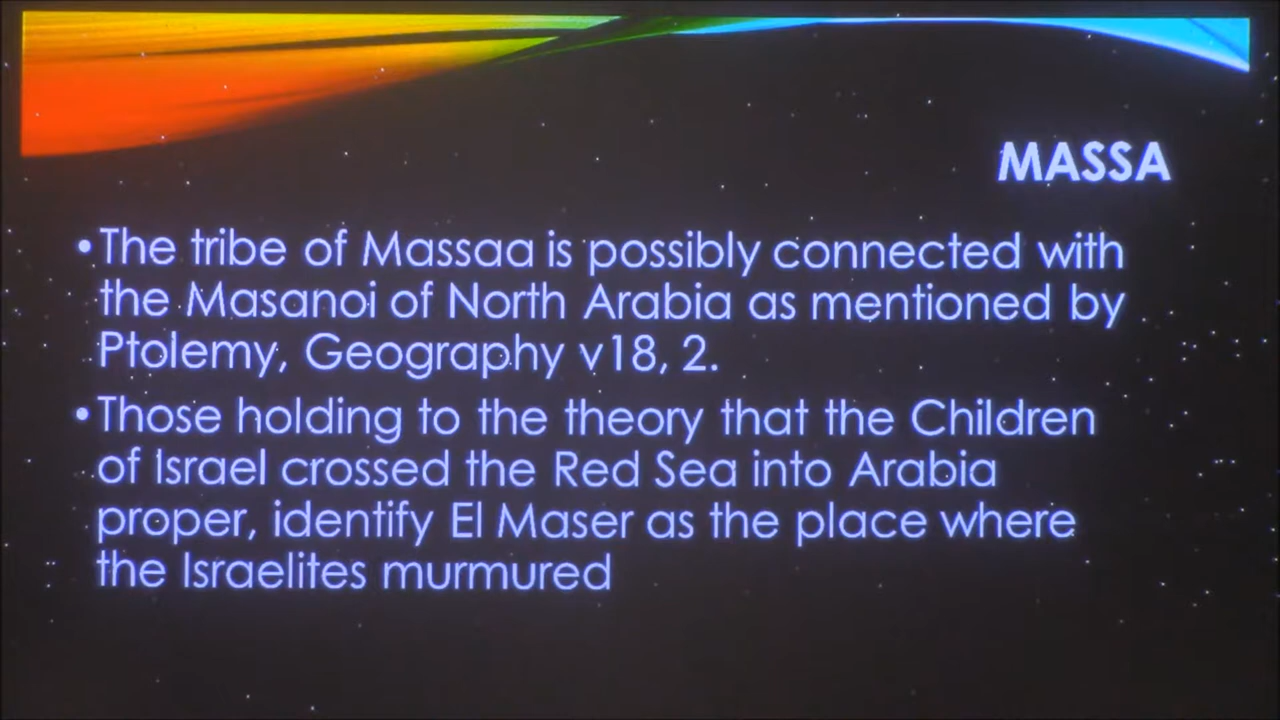 MASSA
•The tribe of Massaa is possibly connected with
the Masanoi of North Arabia as mentioned by
Ptolemy, Geography v18, 2.
•Those holding to the theory that the Children
of Israel crossed the Red Sea into Arabia
proper, identify El Maser as the place where
the Israelites murmured